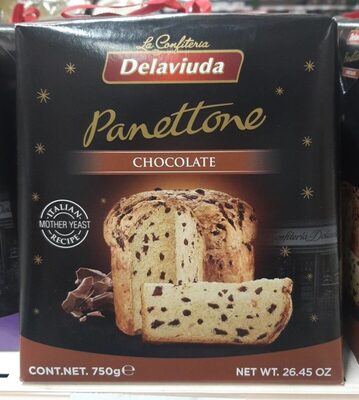 La Confitería
Delaviuda
Panettone
CHOCOLATE
ITALIAN
MOTHER YEAST
RECIPE
CONT.NET. 750g℮
NET WT. 26.45 OZ